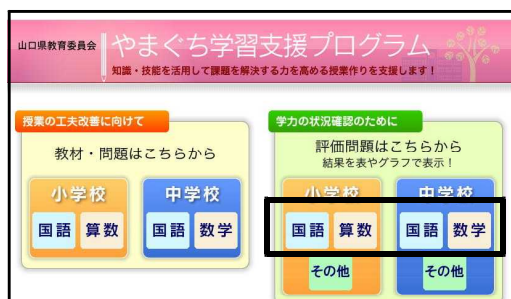 山口県教育委員会 やまぐち学習支援プログラム
知識・技能を活用して課題を解決する力を高める授業作りを支援します！
授業の工夫改善に向けて
教材・問題はこちらから
小学校 中学校
国語 算数 国語 数学
学力の状況確認のために
評価問題はこちらから
結果を表やグラフで表示！
小学校 中学校
国語 算数 国語 数学
その他 その他